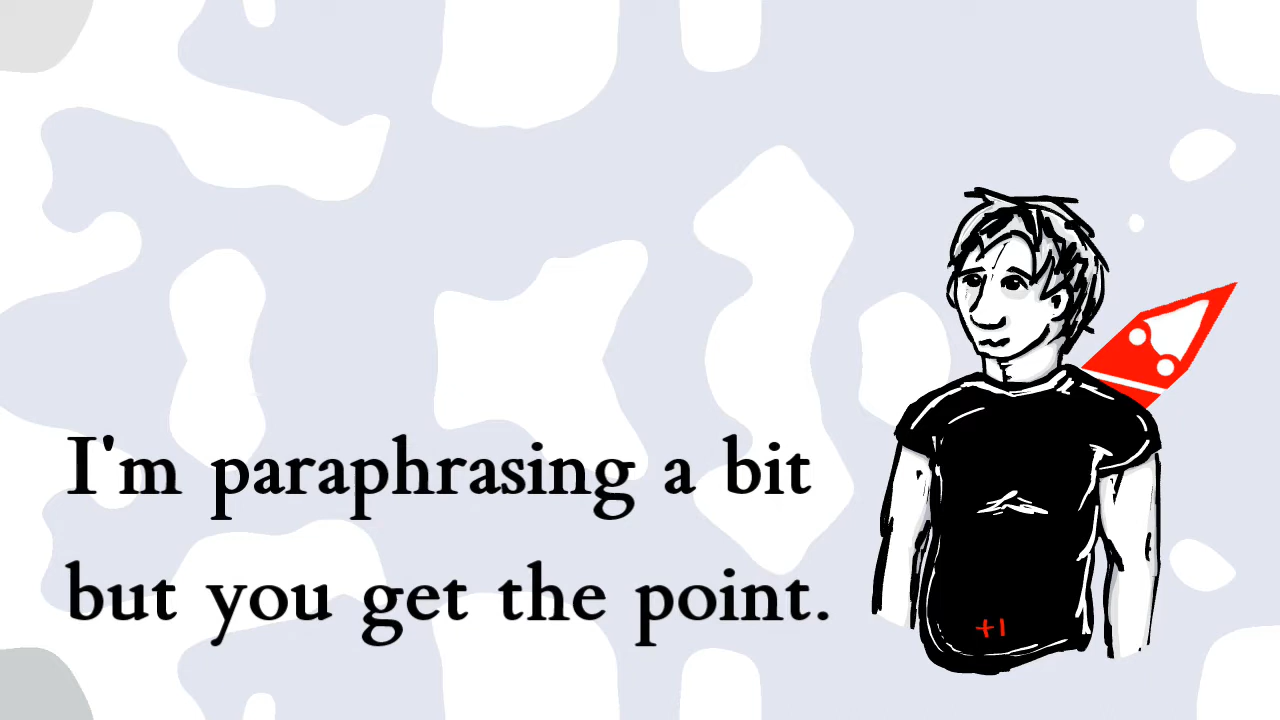 I'm paraphrasing a bit
but you get the point.
+1